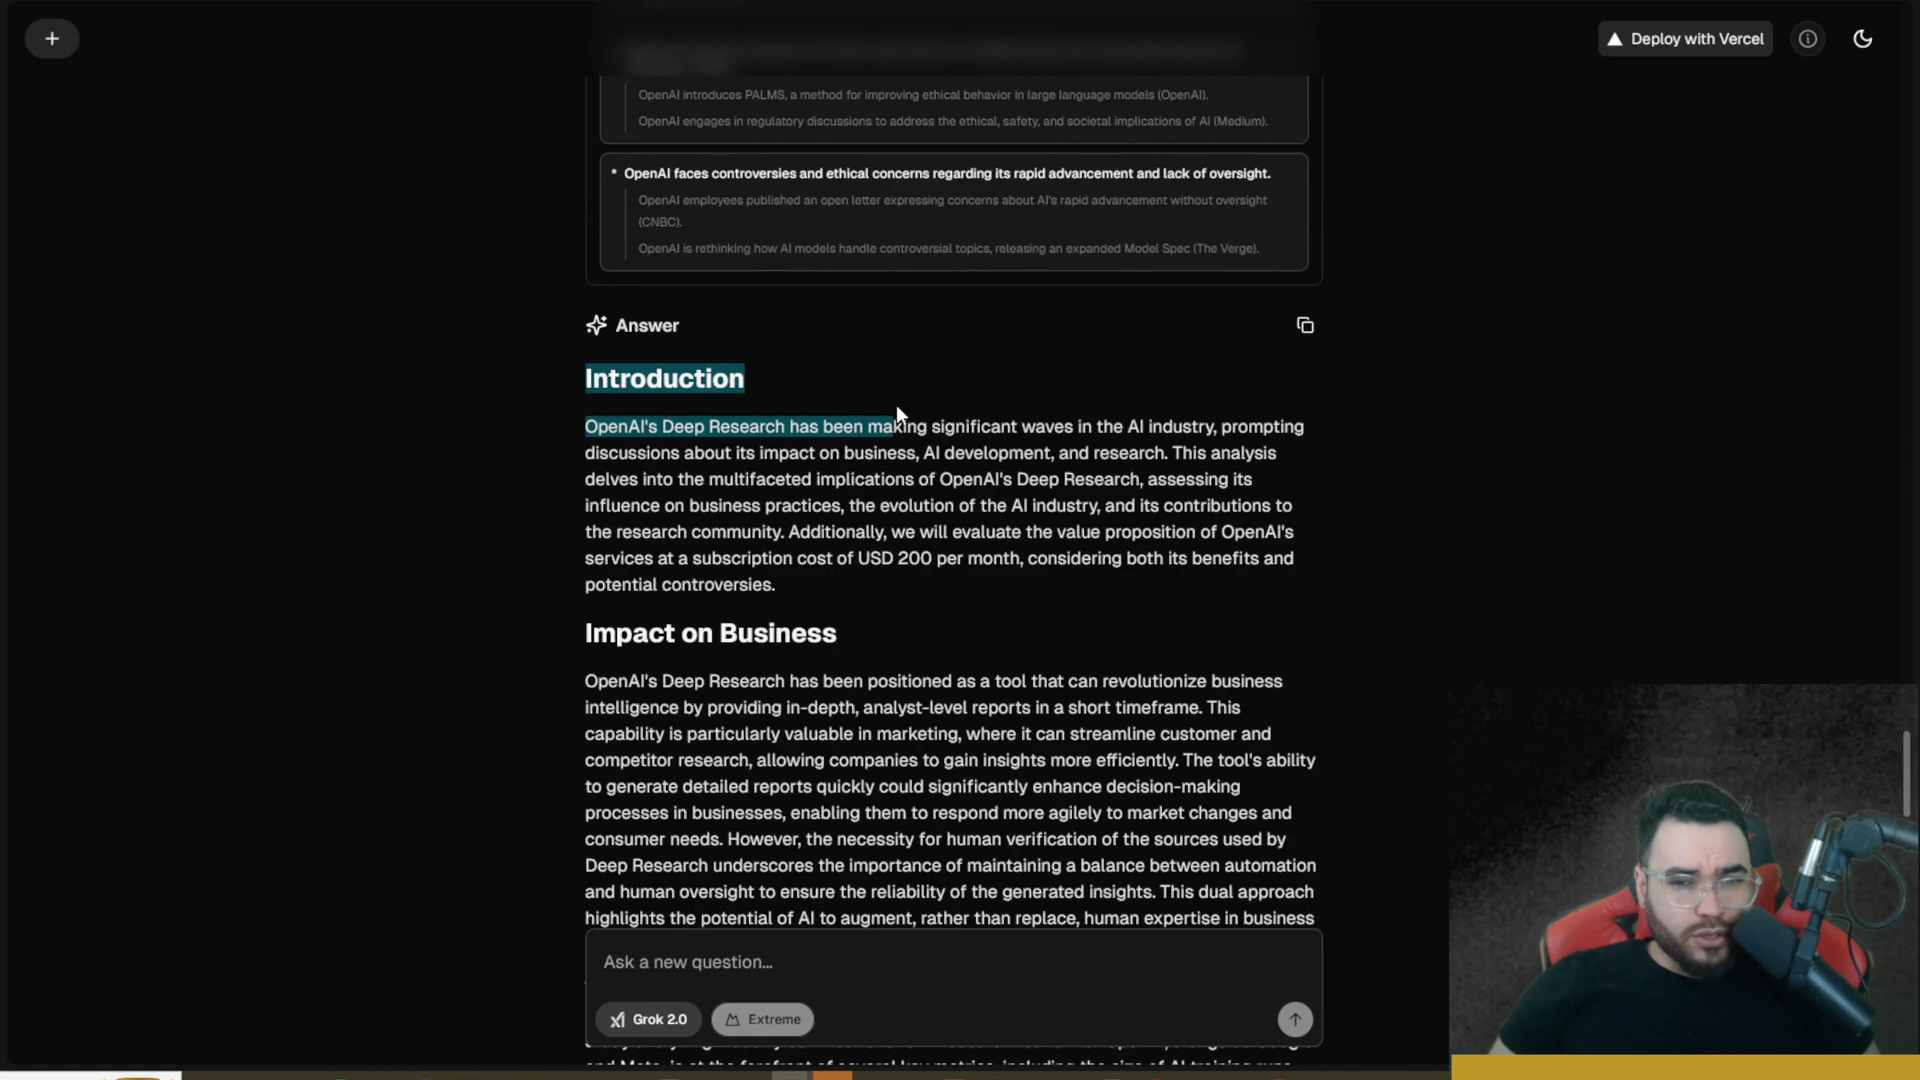 Deploy with Vercel
OpenAI introduces PALMS, a method for improving ethical behavior in large language models (OpenAI).
OpenAI engages in regulatory discussions to address the ethical, safety, and societal implications of AI (Medium).
• OpenAI faces controversies and ethical concerns regarding its rapid advancement and lack of oversight.
OpenAI employees published an open letter expressing concerns about AI's rapid advancement without oversight
(CNBC).
OpenAI is rethinking how AI models handle controversial topics, releasing an expanded Model Spec (The Verge).
Answer
Introduction
OpenAI's Deep Research has been making significant waves in the AI industry, prompting
discussions about its impact on business, AI development, and research. This analysis
delves into the multifaceted implications of OpenAI's Deep Research, assessing its
influence on business practices, the evolution of the AI industry, and its contributions to
the research community. Additionally, we will evaluate the value proposition of OpenAI's
services at a subscription cost of USD 200 per month, considering both its benefits and
potential controversies.
Impact on Business
OpenAI's Deep Research has been positioned as a tool that can revolutionize business
intelligence by providing in-depth, analyst-level reports in a short timeframe. This
capability is particularly valuable in marketing, where it can streamline customer and
competitor research, allowing companies to gain insights more efficiently. The tool's ability
to generate detailed reports quickly could significantly enhance decision-making
processes in businesses, enabling them to respond more agilely to market changes and
consumer needs. However, the necessity for human verification of the sources used by
Deep Research underscores the importance of maintaining a balance between automation
and human oversight to ensure the reliability of the generated insights. This dual approach
highlights the potential of AI to augment, rather than replace, human expertise in business
Ask a new question...
Grok 2.0
Extreme